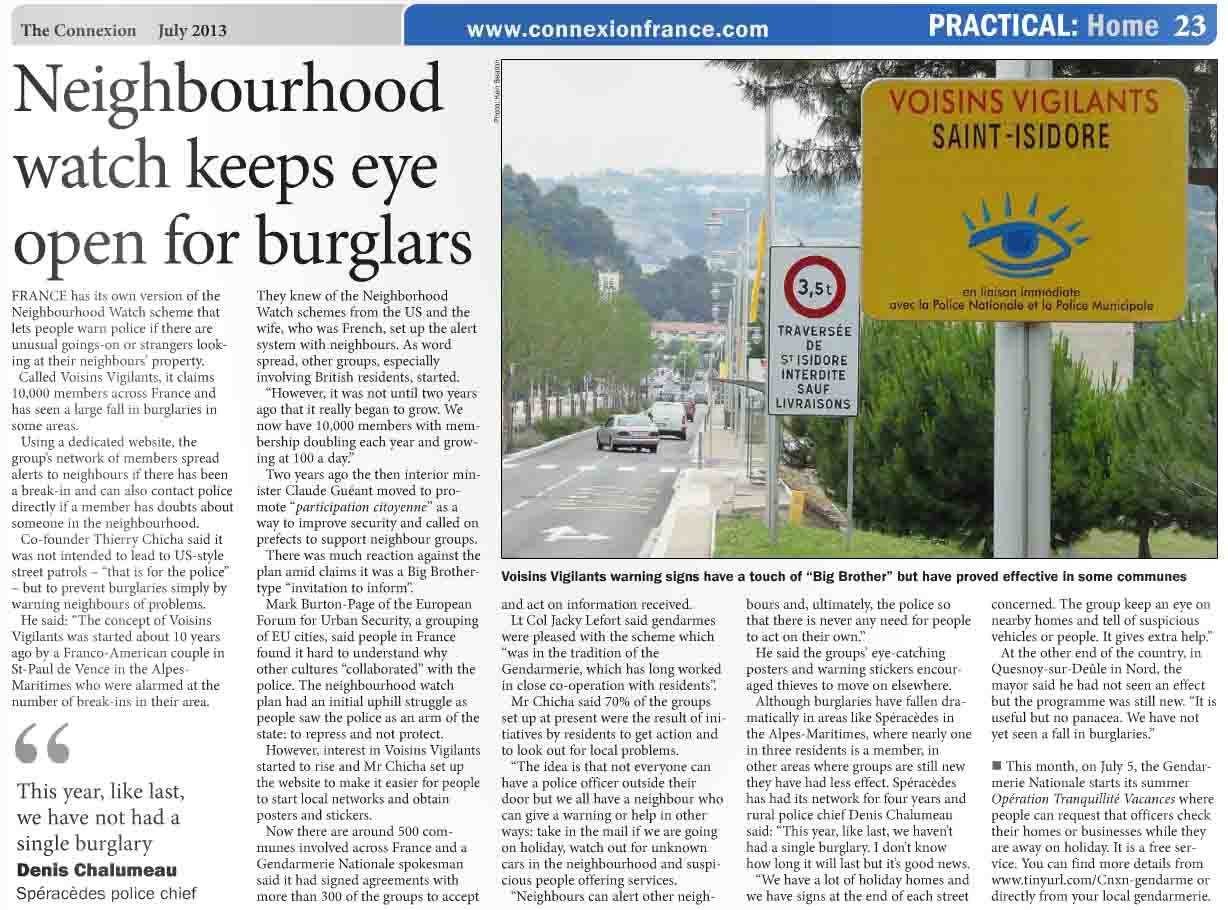 The Connexion July 2013
www.connexionfrance.com
PRACTICAL: Home 23
Neighbourhood
watch keeps eye
open for burglars
FRANCE has its own version of the
Neighbourhood Watch scheme that
lets people warn police if there are
unusual goings-on or strangers look-
ing at their neighbours' property.
Called Voisins Vigilants, it claims
10,000 members across France and
has seen a large fall in burglaries in
some areas.
Using a dedicated website, the
group's network of members spread
alerts to neighbours if there has been
a break-in and can also contact police
directly if a member has doubts about
someone in the neighbourhood.
Co-founder Thierry Chicha said it
was not intended to lead to US-style
street patrols – "that is for the police"
– but to prevent burglaries simply by
warning neighbours of problems.
He said: "The concept of Voisins
Vigilants was started about 10 years
ago by a Franco-American couple in
St-Paul de Vence in the Alpes-
Maritimes who were alarmed at the
number of break-ins in their area.
“
This year, like last,
we have not had a
single burglary
Denis Chalumeau
Spéracèdes police chief
They knew of the Neighborhood
Watch schemes from the US and the
wife, who was French, set up the alert
system with neighbours. As word
spread, other groups, especially
involving British residents, started.
"However, it was not until two years
ago that it really began to grow. We
now have 10,000 members with mem-
bership doubling each year and grow-
ing at 100 a day."
Two years ago the then interior min-
ister Claude Guéant moved to pro-
mote "participation citoyenne" as a
way to improve security and called on
prefects to support neighbour groups.
There was much reaction against the
plan amid claims it was a Big Brother-
type "invitation to inform".
Mark Burton-Page of the European
Forum for Urban Security, a grouping
of EU cities, said people in France
found it hard to understand why
other cultures "collaborated" with the
police. The neighbourhood watch
plan had an initial uphill struggle as
people saw the police as an arm of the
state: to repress and not protect.
However, interest in Voisins Vigilants
started to rise and Mr Chicha set up
the website to make it easier for people
to start local networks and obtain
posters and stickers.
Now there are around 500 com-
munes involved across France and a
Gendarmerie Nationale spokesman
said it had signed agreements with
more than 300 of the groups to accept
VOISINS VIGILANTS
SAINT-ISIDORE
en liaison immédiate
avec la Police Nationale et la Police Municipale
3,5t
TRAVERSÉE
DE
ST ISIDORE
INTERDITE
SAUF
LIVRAISONS
Voisins Vigilants warning signs have a touch of "Big Brother" but have proved effective in some communes
and act on information received.
Lt Col Jacky Lefort said gendarmes
were pleased with the scheme which
"was in the tradition of the
Gendarmerie, which has long worked
in close co-operation with residents".
Mr Chicha said 70% of the groups
set up at present were the result of ini-
tiatives by residents to get action and
to look out for local problems.
"The idea is that not everyone can
have a police officer outside their
door but we all have a neighbour who
can give a warning or help in other
ways: take in the mail if we are going
on holiday, watch out for unknown
cars in the neighbourhood and suspi-
cious people offering services.
"Neighbours can alert other neigh-
bours and, ultimately, the police so
that there is never any need for people
to act on their own."
He said the groups' eye-catching
posters and warning stickers encour-
aged thieves to move on elsewhere.
Although burglaries have fallen dra-
matically in areas like Spéracèdes in
the Alpes-Maritimes, where nearly one
in three residents is a member, in
other areas where groups are still new
they have had less effect. Spéracèdes
has had its network for four years and
rural police chief Denis Chalumeau
said: "This year, like last, we haven't
had a single burglary. I don't know
how long it will last but it's good news.
"We have a lot of holiday homes and
we have signs at the end of each street
concerned. The group keep an eye on
nearby homes and tell of suspicious
vehicles or people. It gives extra help."
At the other end of the country, in
Quesnoy-sur-Deûle in Nord, the
mayor said he had not seen an effect
but the programme was still new. "It is
useful but no panacea. We have not
yet seen a fall in burglaries."
■ This month, on July 5, the Gendar-
merie Nationale starts its summer
Opération Tranquillité Vacances where
people can request that officers check
their homes or businesses while they
are away on holiday. It is a free ser-
vice. You can find more details from
www.tinyurl.com/Cnxn-gendarme or
directly from your local gendarmerie.